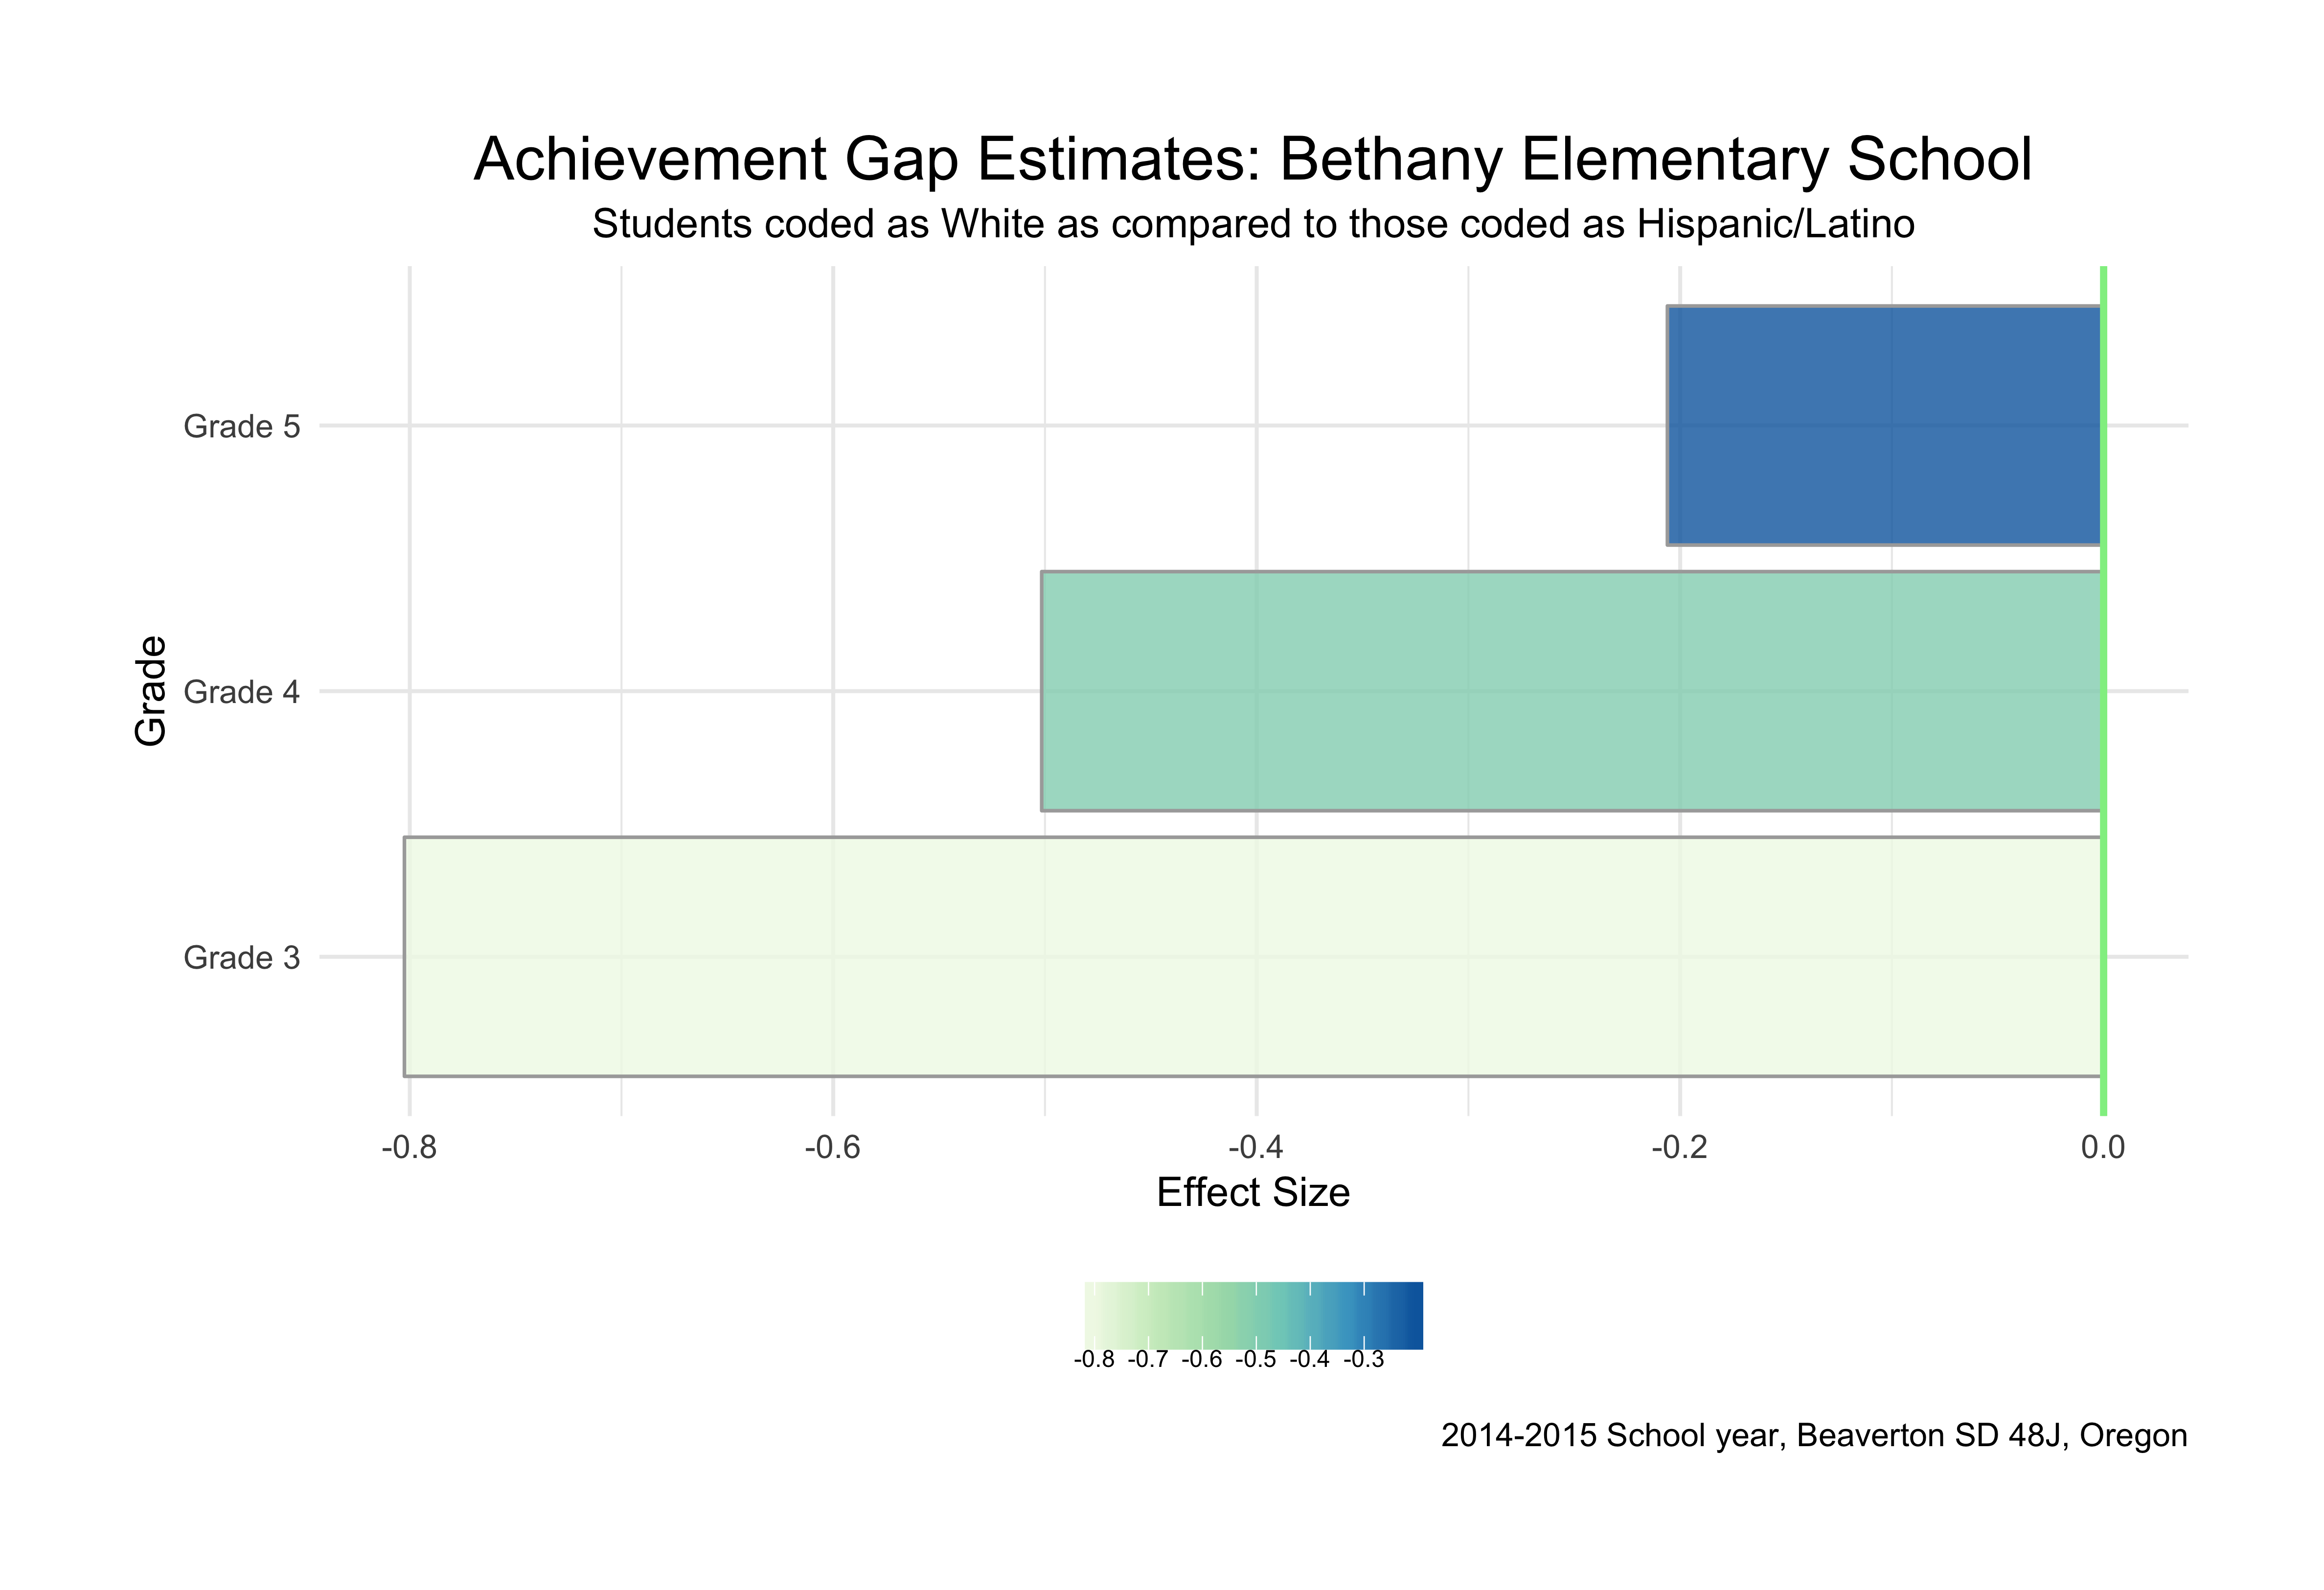 Achievement Gap Estimates: Bethany Elementary School
Students coded as White as compared to those coded as Hispanic/Latino
Grade
Grade 5
Grade 4
Grade 3
-0.8 -0.6 -0.4 -0.2 0.0
Effect Size
-0.8 -0.7 -0.6 -0.5 -0.4 -0.3
2014-2015 School year, Beaverton SD 48J, Oregon